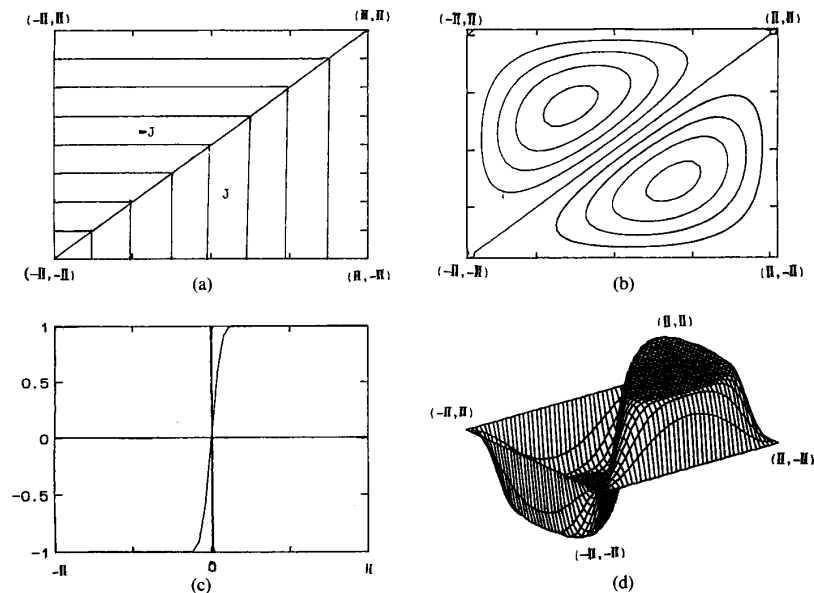 (-π,π) (π,π)
-J
J
(-π,-π) (π,-π)
(a)
(-π,π) (π,π)
(-π,-π) (π,-π)
(b)
1
0.5
0
-0.5
-1
-π 0 π
(c)
(π,π)
(-π,π)
(π,-π)
(-π,-π)
(d)